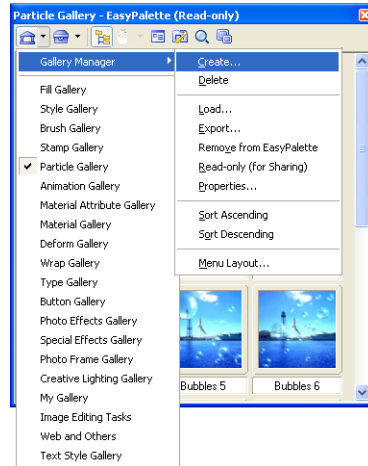 Particle Gallery - EasyPalette (Read-only)
Gallery Manager
Fill Gallery
Style Gallery
Brush Gallery
Stamp Gallery
Particle Gallery
Animation Gallery
Material Attribute Gallery
Material Gallery
Deform Gallery
Wrap Gallery
Type Gallery
Button Gallery
Photo Effects Gallery
Special Effects Gallery
Photo Frame Gallery
Creative Lighting Gallery
My Gallery
Image Editing Tasks
Web and Others
Text Style Gallery
Create...
Delete
Load...
Export...
Remove from EasyPalette
Read-only (for Sharing)
Properties...
Sort Ascending
Sort Descending
Menu Layout...
Bubbles 5
Bubbles 6